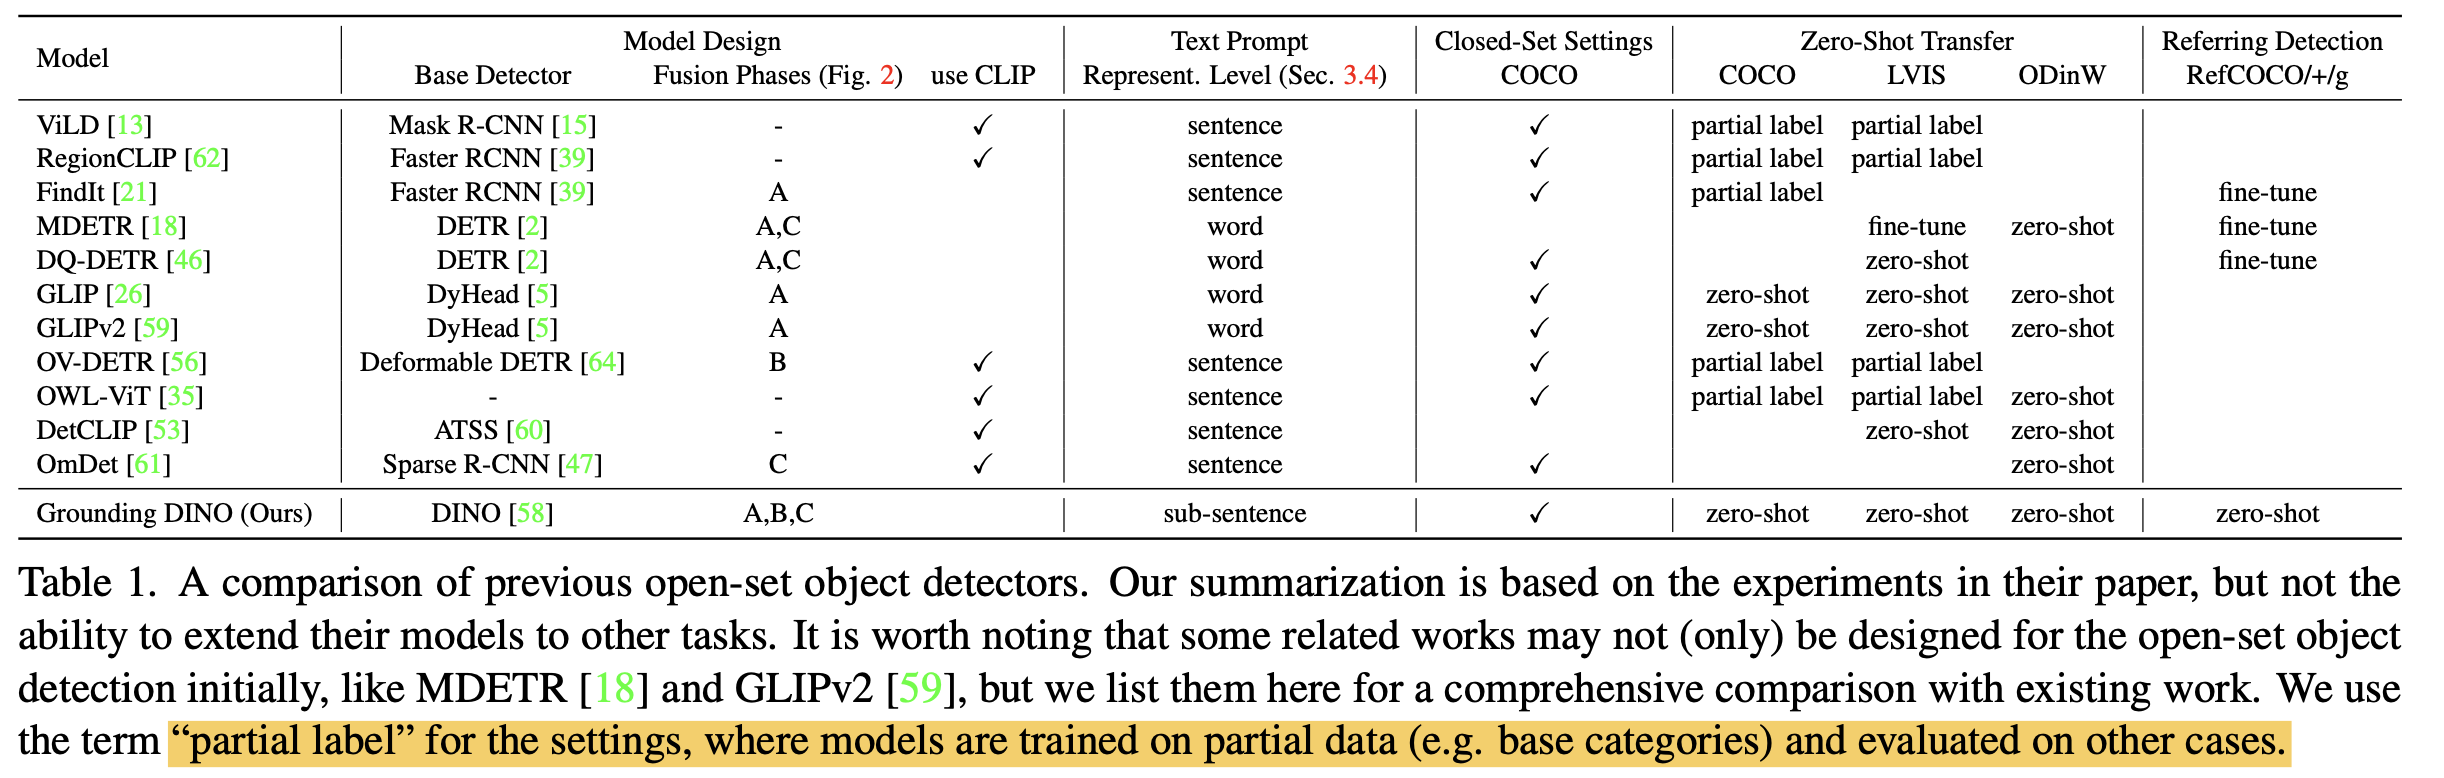 Model Model Design Text Prompt Closed-Set Settings Zero-Shot Transfer Referring Detection
Base Detector Fusion Phases (Fig. 2) use CLIP Represent. Level (Sec. 3.4) COCO COCO LVIS ODinW RefCOCO/+/g
ViLD [13] Mask R-CNN [15] - ✓ sentence ✓ partial label partial label
RegionCLIP [62] Faster RCNN [39] - ✓ sentence ✓ partial label partial label
FindIt [21] Faster RCNN [39] A sentence ✓ partial label fine-tune
MDETR [18] DETR [2] A,C word fine-tune zero-shot fine-tune
DQ-DETR [46] DETR [2] A,C word ✓ zero-shot fine-tune
GLIP [26] DyHead [5] A word ✓ zero-shot zero-shot zero-shot
GLIPv2 [59] DyHead [5] A word ✓ zero-shot zero-shot zero-shot
OV-DETR [56] Deformable DETR [64] B ✓ sentence ✓ partial label partial label
OWL-ViT [35] - - ✓ sentence ✓ partial label partial label zero-shot
DetCLIP [53] ATSS [60] - ✓ sentence zero-shot zero-shot
OmDet [61] Sparse R-CNN [47] C ✓ sentence ✓ zero-shot
Grounding DINO (Ours) DINO [58] A,B,C sub-sentence ✓ zero-shot zero-shot zero-shot zero-shot
Table 1. A comparison of previous open-set object detectors. Our summarization is based on the experiments in their paper, but not the
ability to extend their models to other tasks. It is worth noting that some related works may not (only) be designed for the open-set object
detection initially, like MDETR [18] and GLIPv2 [59], but we list them here for a comprehensive comparison with existing work. We use
the term “partial label” for the settings, where models are trained on partial data (e.g. base categories) and evaluated on other cases.